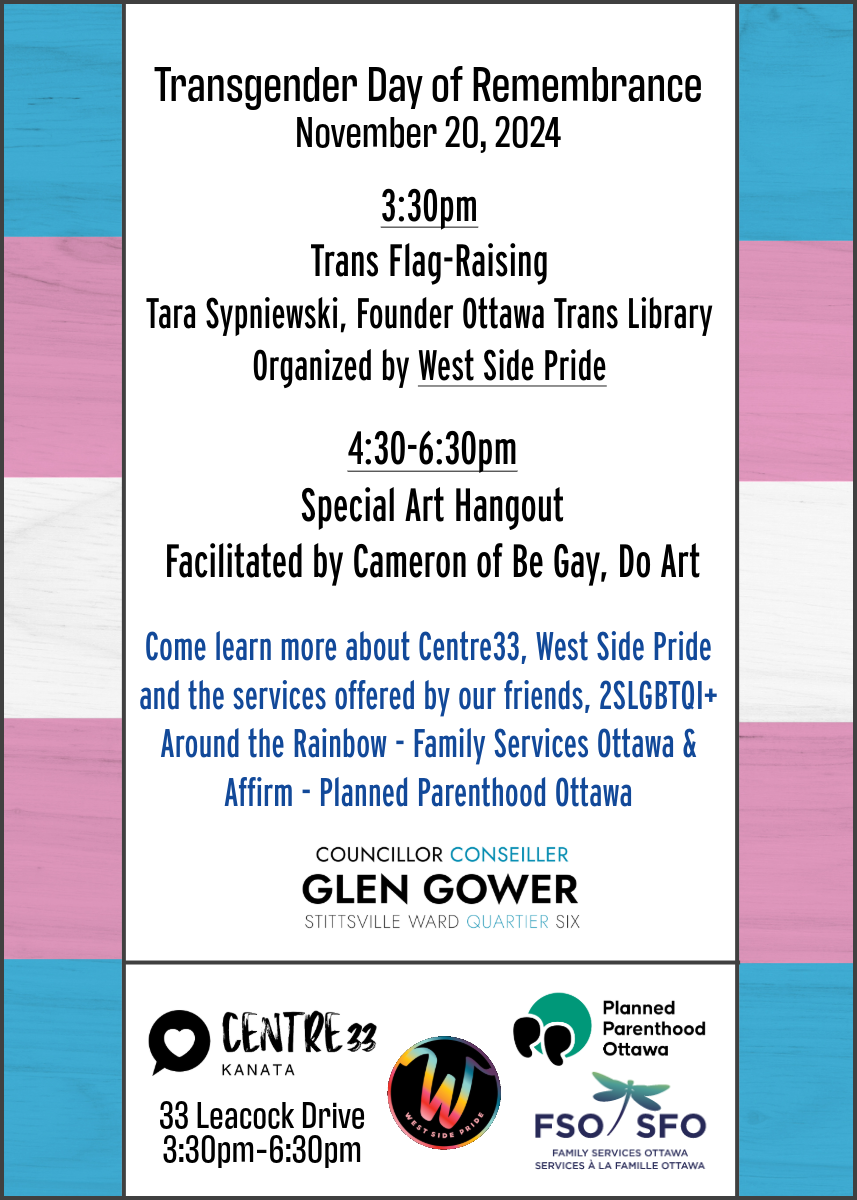 Transgender Day of Remembrance
November 20, 2024
3:30pm
Trans Flag-Raising
Tara Sypniewski, Founder Ottawa Trans Library
Organized by West Side Pride
4:30-6:30pm
Special Art Hangout
Facilitated by Cameron of Be Gay, Do Art
Come learn more about Centre33, West Side Pride
and the services offered by our friends, 2SLGBTQI+
Around the Rainbow - Family Services Ottawa &
Affirm - Planned Parenthood Ottawa
COUNCILLOR CONSEILLER
GLEN GOWER
STITTSVILLE WARD QUARTIER SIX
CENTRE 33
KANATA
33 Leacock Drive
3:30pm-6:30pm
W
WEST SIDE PRIDE
Planned
Parenthood
Ottawa
FSO SFO
FAMILY SERVICES OTTAWA
SERVICES À LA FAMILLE OTTAWA